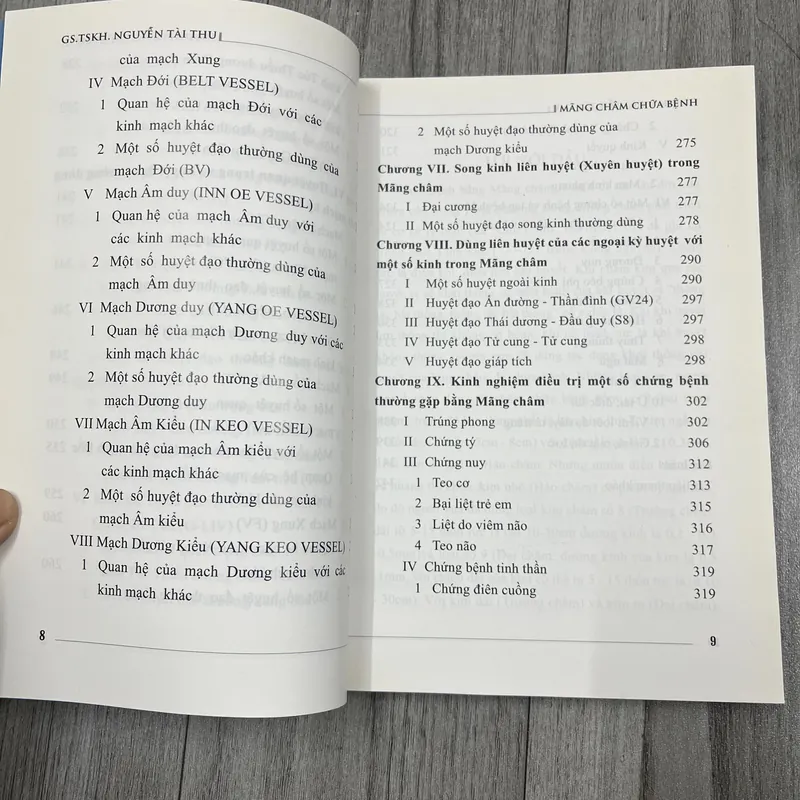 GS.TSKH. NGUYỄN TÀI THU
của mạch Xung
IV Mạch Đới (BELT VESSEL)
1 Quan hệ của mạch Đới với các
kinh mạch khác
2 Một số huyệt đạo thường dùng của
mạch Đới (BV)
V Mạch Âm duy (INN OE VESSEL)
1 Quan hệ của mạch Âm duy với
các kinh mạch khác
2 Một số huyệt đạo thường dùng của
mạch Âm duy
VI Mạch Dương duy (YANG OE VESSEL)
1 Quan hệ của mạch Dương duy với các
kinh mạch khác
2 Một số huyệt đạo thường dùng của
mạch Dương duy
VII Mạch Âm Kiểu (IN KEO VESSEL)
1 Quan hệ của mạch Âm kiểu với
các kinh mạch khác
2 Một số huyệt đạo thường dùng của
mạch Âm kiểu
VIII Mạch Dương Kiểu (YANG KEO VESSEL)
1 Quan hệ của mạch Dương kiểu với các
kinh mạch khác
8
MÃNG CHÂM CHỮA BỆNH
2 Một số huyệt đạo thường dùng của
mạch Dương kiểu 275
Chương VII. Song kinh liên huyệt (Xuyên huyệt) trong
Mãng châm 277
I Đại cương 277
II Một số huyệt đạo song kinh thường dùng 278
Chương VIII. Dùng liên huyệt của các ngoại kỳ huyệt với
một số kinh trong Mãng châm 290
I Một số huyệt ngoài kinh 290
II Huyệt đạo Ấn đường - Thần đình (GV24) 297
III Huyệt đạo Thái dương - Đầu duy (S8) 297
IV Huyệt đạo Tử cung - Tử cung 298
V Huyệt đạo giáp tích 298
Chương IX. Kinh nghiệm điều trị một số chứng bệnh
thường gặp bằng Mãng châm 302
I Trúng phong 302
II Chứng tý 306
III Chứng nuy 312
1 Teo cơ 313
2 Bại liệt trẻ em 315
3 Liệt do viêm não 316
4 Teo não 317
IV Chứng bệnh tinh thần 319
1 Chứng điên cuồng 319
9